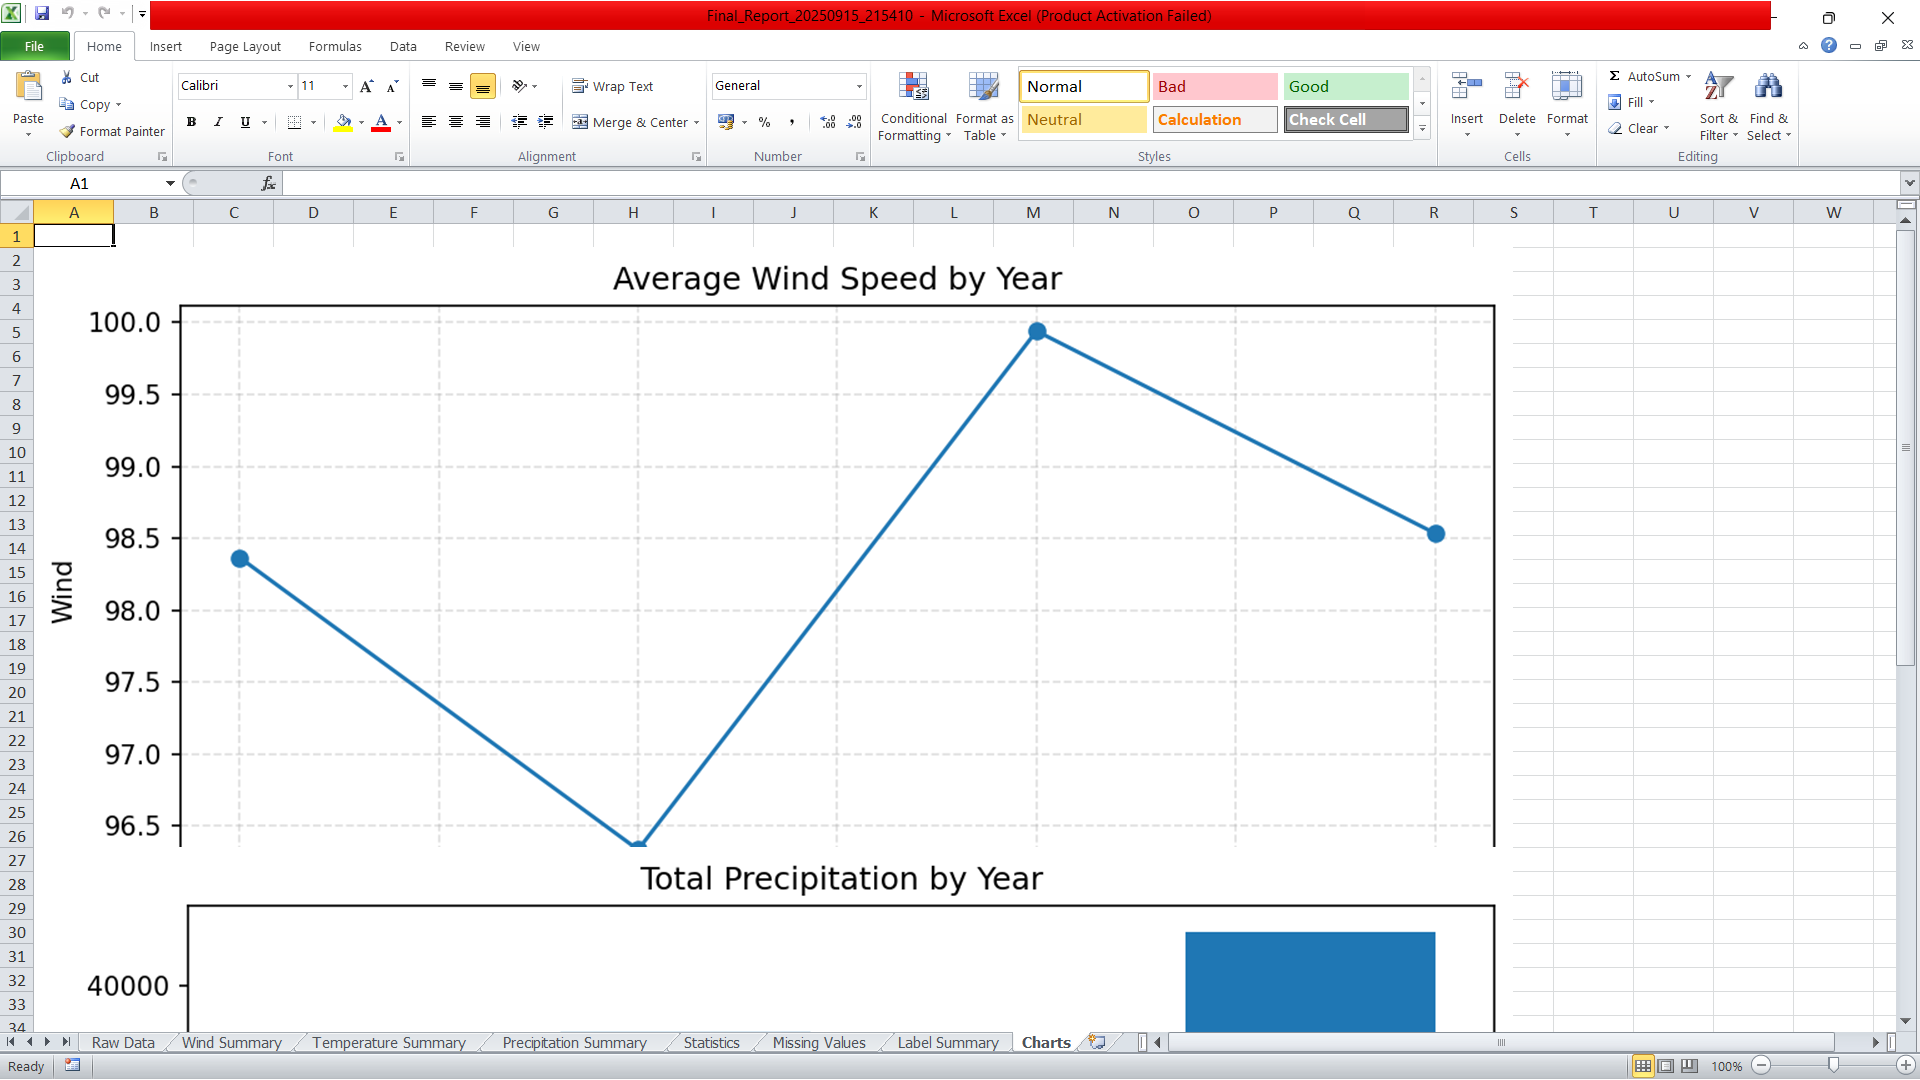 Final_Report_20250915_215410 - Microsoft Excel (Product Activation Failed)
File Home Insert Page Layout Formulas Data Review View
Paste
Cut
Copy
Format Painter
Clipboard
Calibri 11
B I U
Font
Wrap Text
Merge & Center
Alignment
General
%
Number
Conditional Formatting
Format as Table
Normal Bad Good
Neutral Calculation Check Cell
Styles
Insert Delete Format
Cells
Σ AutoSum
Fill
Clear
Sort & Filter
Find & Select
Editing
A1
fx
A B C D E F G H I J K L M N O P Q R S T U V W
1
2
3
4
5
6
7
8
9
10
11
12
13
14
15
16
17
18
19
20
21
22
23
24
25
26
27
28
29
30
31
32
33
34
Average Wind Speed by Year
100.0
99.5
99.0
98.5
98.0
97.5
97.0
96.5
Wind
Total Precipitation by Year
40000
Raw Data Wind Summary Temperature Summary Precipitation Summary Statistics Missing Values Label Summary Charts
Ready 100%